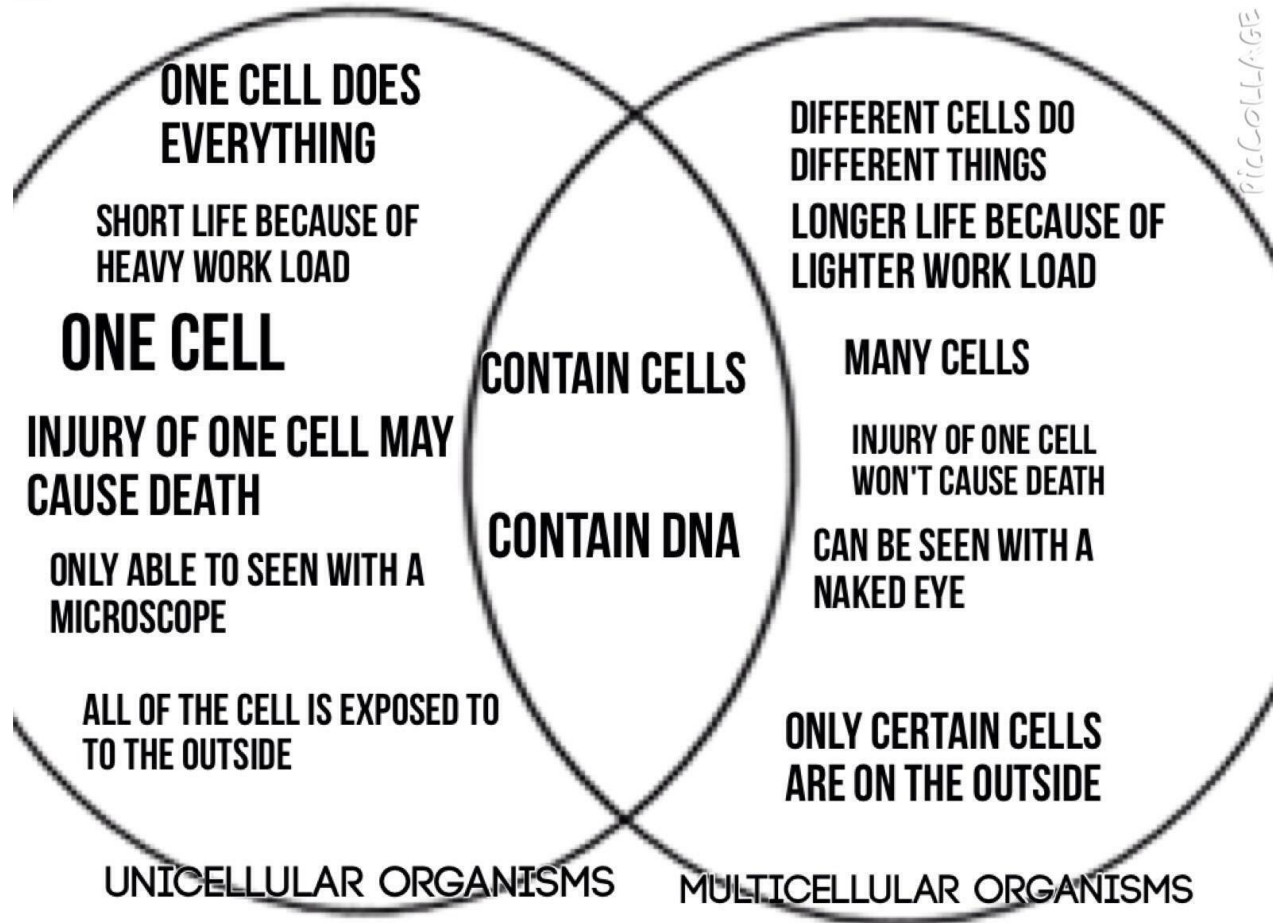 ONE CELL DOES
EVERYTHING
SHORT LIFE BECAUSE OF
HEAVY WORK LOAD
ONE CELL
INJURY OF ONE CELL MAY
CAUSE DEATH
ONLY ABLE TO SEEN WITH A
MICROSCOPE
ALL OF THE CELL IS EXPOSED TO
TO THE OUTSIDE
UNICELLULAR ORGANISMS
CONTAIN CELLS
CONTAIN DNA
DIFFERENT CELLS DO
DIFFERENT THINGS
LONGER LIFE BECAUSE OF
LIGHTER WORK LOAD
MANY CELLS
INJURY OF ONE CELL
WON'T CAUSE DEATH
CAN BE SEEN WITH A
NAKED EYE
ONLY CERTAIN CELLS
ARE ON THE OUTSIDE
MULTICELLULAR ORGANISMS
PicCOLLAGE